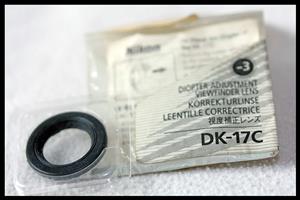 Nikon
-3
DIOPTER-ADJUSTMENT
VIEWFINDER LENS
KORREKTURLINSE
LENTILLE CORRECTRICE
視度補正レンズ
DK-17C